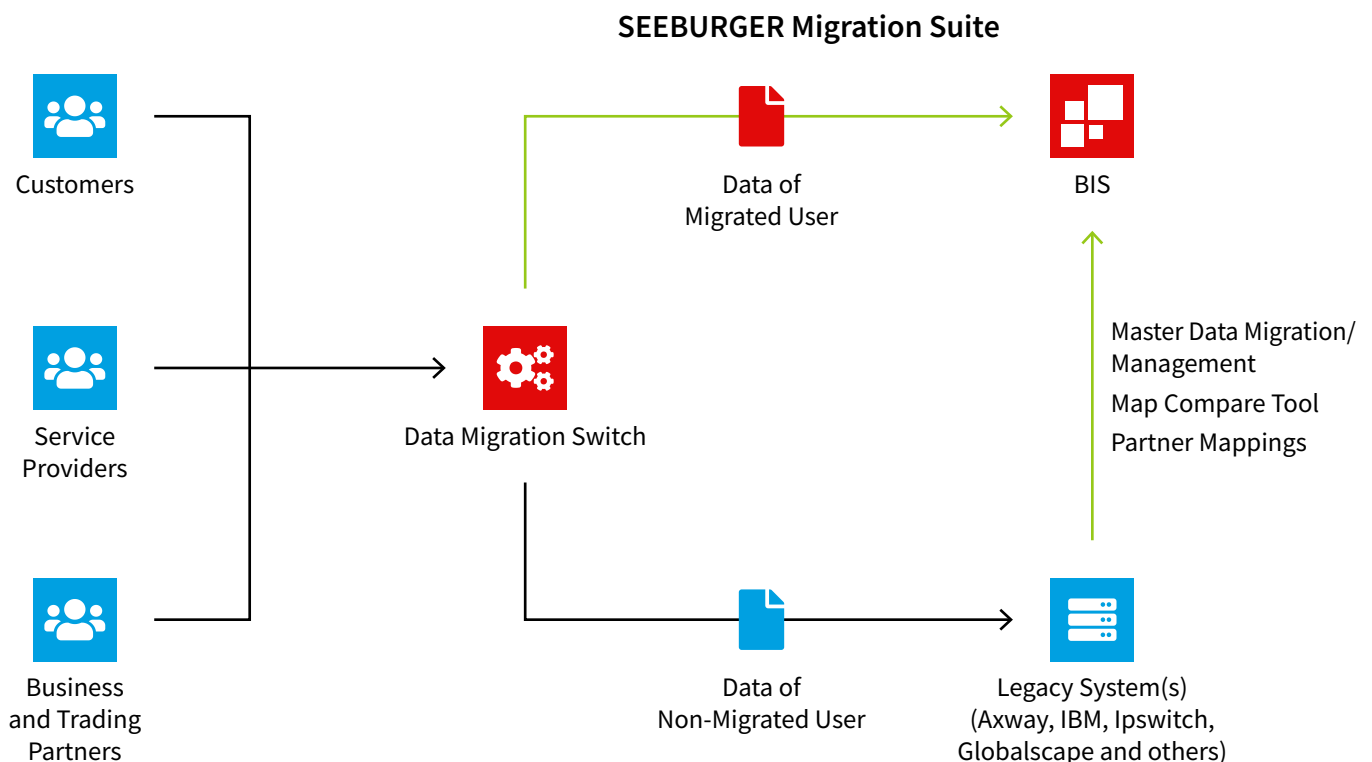 SEEBURGER Migration Suite
Customers
Data of
Migrated User
BIS
Service
Providers
Data Migration Switch
Master Data Migration/
Management
Map Compare Tool
Partner Mappings
Business
and Trading
Partners
Data of
Non-Migrated User
Legacy System(s)
(Axway, IBM, Ipswitch,
Globalscape and others)